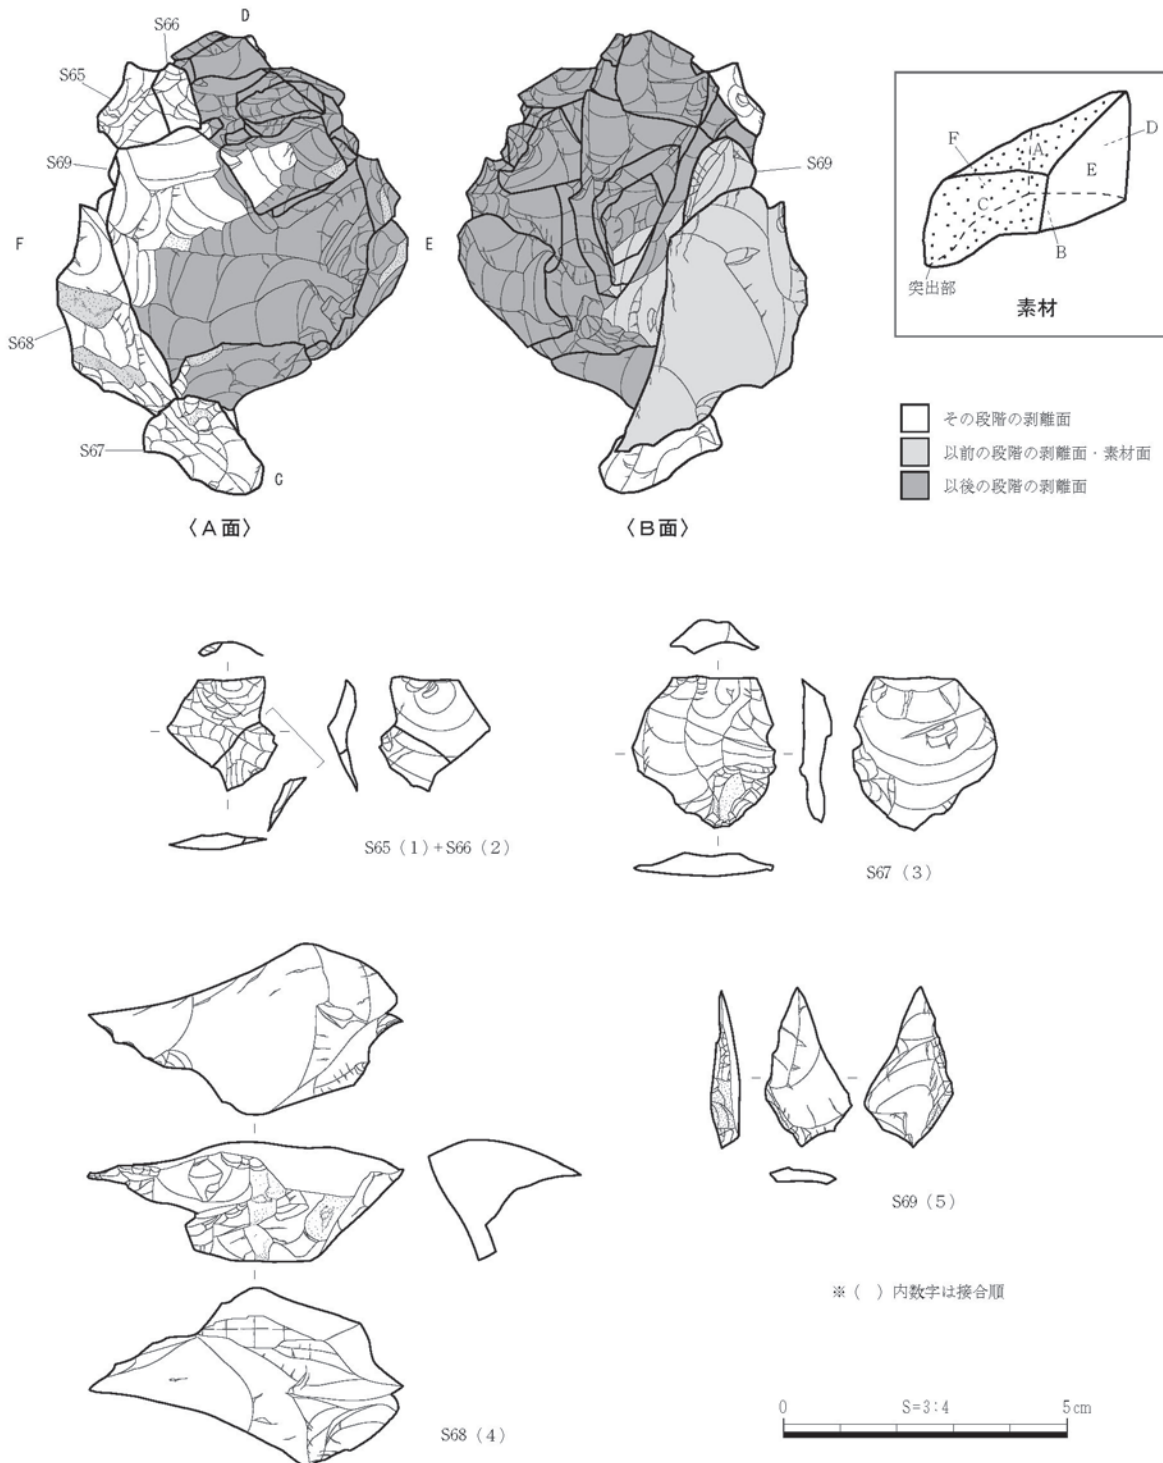 D
S66
S65
S69
F
S68
S67
C
〈A面〉
S69
E
〈B面〉
F
A
D
E
C
B
突出部
素材
その段階の剥離面
以前の段階の剥離面・素材面
以後の段階の剥離面
S65（1）+S66（2）
S67（3）
S68（4）
S69（5）
※（ ）内数字は接合順
0 S=3:4 5cm